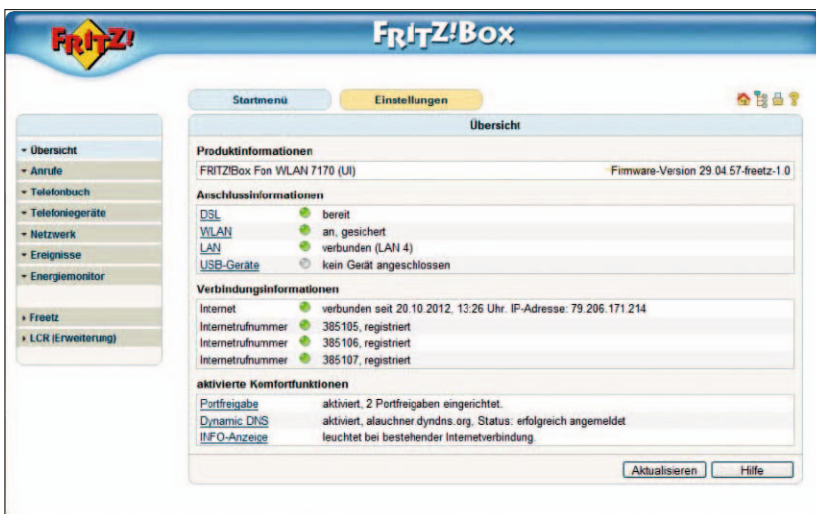 FRITZ!
FRITZ!BOX
Startmenü
Einstellungen
Übersicht
Übersicht
Anrufe
Telefonbuch
Telefoniegeräte
Netzwerk
Ereignisse
Energiemonitor
Freetz
LCR (Erweiterung)
Produktinformationen
FRITZ!Box Fon WLAN 7170 (UI) Firmware-Version 29.04.57-freetz-1.0
Anschlussinformationen
DSL bereit
WLAN an, gesichert
LAN verbunden (LAN 4)
USB-Geräte kein Gerät angeschlossen
Verbindungsinformationen
Internet verbunden seit 20.10.2012, 13:26 Uhr. IP-Adresse: 79.206.171.214
Internetrufnummer 385105, registriert
Internetrufnummer 385106, registriert
Internetrufnummer 385107, registriert
aktivierte Komfortfunktionen
Portfreigabe aktiviert, 2 Portfreigaben eingerichtet.
Dynamic DNS aktiviert, alauchner.dyndns.org, Status: erfolgreich angemeldet
INFO-Anzeige leuchtet bei bestehender Internetverbindung.
Aktualisieren Hilfe